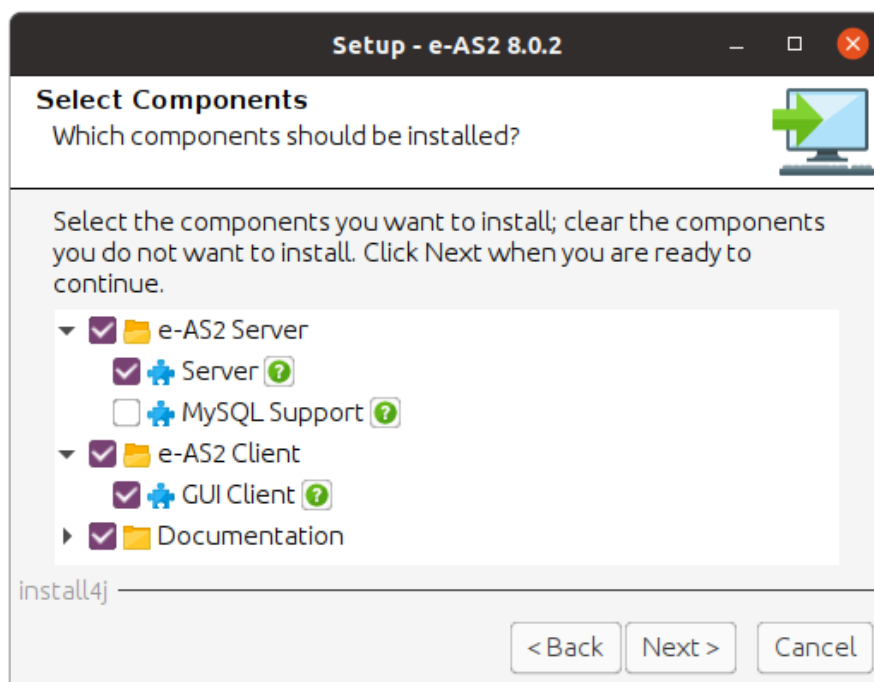 Setup - e-AS2 8.0.2
Select Components
Which components should be installed?
Select the components you want to install; clear the components
you do not want to install. Click Next when you are ready to
continue.
e-AS2 Server
Server
MySQL Support
e-AS2 Client
GUI Client
Documentation
install4j
< Back Next > Cancel